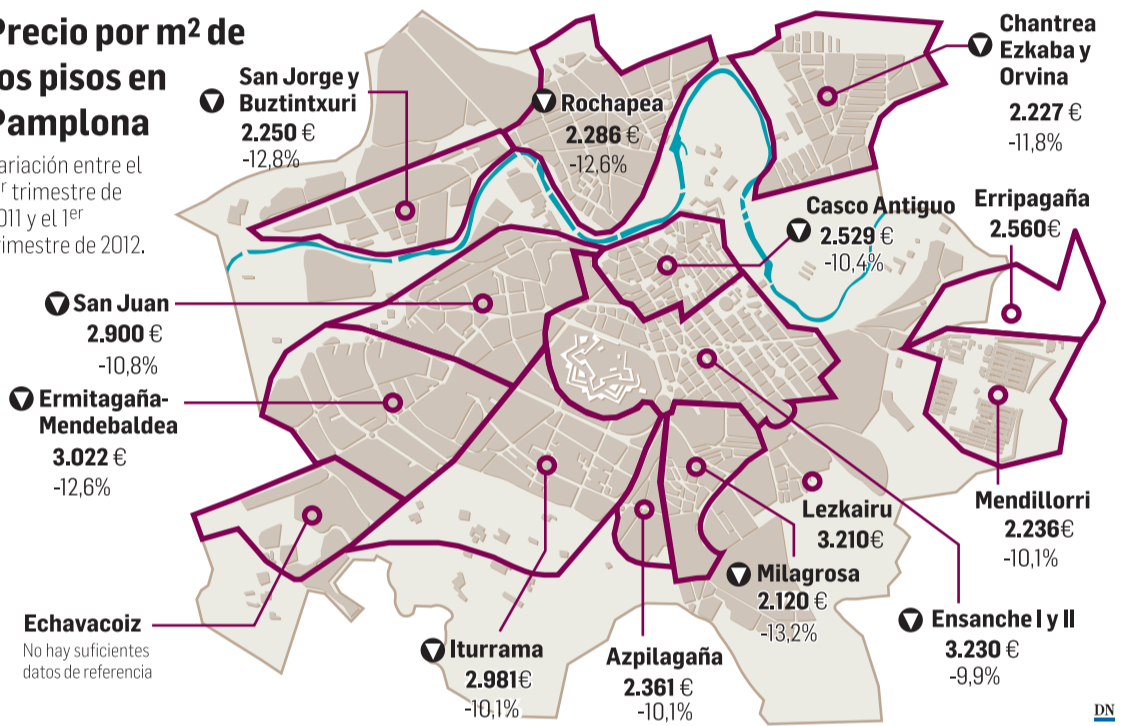 Precio por m² de
los pisos en
Pamplona
ariación entre el
er trimestre de
2011 y el 1er
trimestre de 2012.
San Jorge y
Buztintxuri
2.250 €
-12,8%
Rochapea
2.286 €
-12,6%
Chantrea
Ezkaba y
Orvina
2.227 €
-11,8%
Casco Antiguo
2.529 €
-10,4%
Erripagaña
2.560€
San Juan
2.900 €
-10,8%
Ermitagaña-
Mendebaldea
3.022 €
-12,6%
Echavacoiz
No hay suficientes
datos de referencia
Iturrama
2.981€
-10,1%
Azpilagaña
2.361 €
-10,1%
Milagrosa
2.120 €
-13,2%
Lezkairu
3.210€
Mendillorri
2.236€
-10,1%
Ensanche I y II
3.230 €
-9,9%
DN